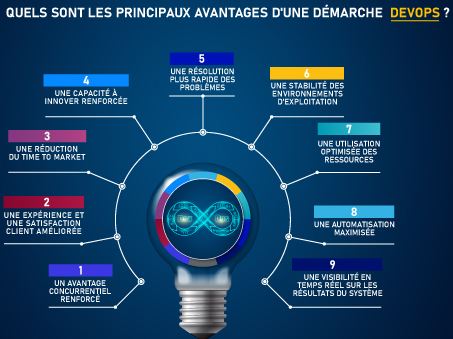 QUELS SONT LES PRINCIPAUX AVANTAGES D'UNE DÉMARCHE DEVOPS ?
1
UN AVANTAGE
CONCURRENTIEL
RENFORCÉ
2
UNE EXPÉRIENCE ET
UNE SATISFACTION
CLIENT AMÉLIORÉE
3
UNE RÉDUCTION
DU TIME TO MARKET
4
UNE CAPACITÉ À
INNOVER RENFORCÉE
5
UNE RÉSOLUTION
PLUS RAPIDE DES
PROBLÈMES
6
UNE STABILITÉ DES
ENVIRONNEMENTS
D'EXPLOITATION
7
UNE UTILISATION
OPTIMISÉE DES
RESSOURCES
8
UNE AUTOMATISATION
MAXIMISÉE
9
UNE VISIBILITÉ EN
TEMPS RÉEL SUR LES
RÉSULTATS DU SYSTÈME